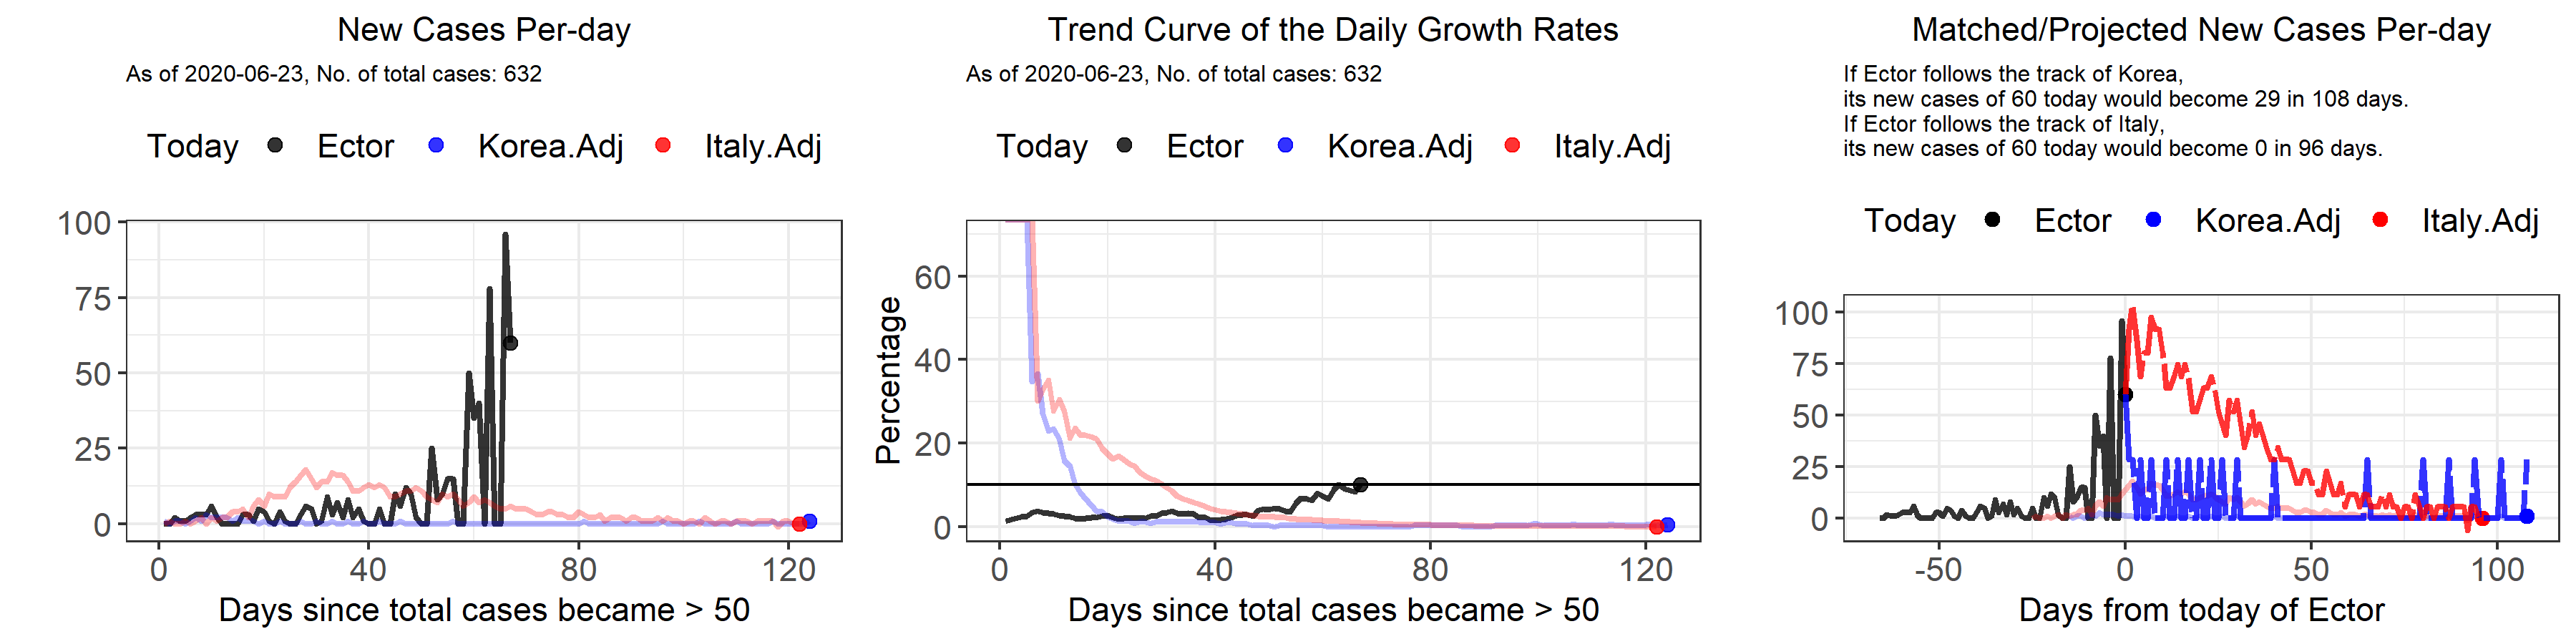 New Cases Per-day
As of 2020-06-23, No. of total cases: 632
Today Ector Korea.Adj Italy.Adj
100
75
50
25
0
0 40 80 120
Days since total cases became > 50
Trend Curve of the Daily Growth Rates
As of 2020-06-23, No. of total cases: 632
Today Ector Korea.Adj Italy.Adj
Percentage
60
40
20
0
0 40 80 120
Days since total cases became > 50
Matched/Projected New Cases Per-day
If Ector follows the track of Korea,
its new cases of 60 today would become 29 in 108 days.
If Ector follows the track of Italy,
its new cases of 60 today would become 0 in 96 days.
Today Ector Korea.Adj Italy.Adj
100
75
50
25
0
-50 0 50 100
Days from today of Ector